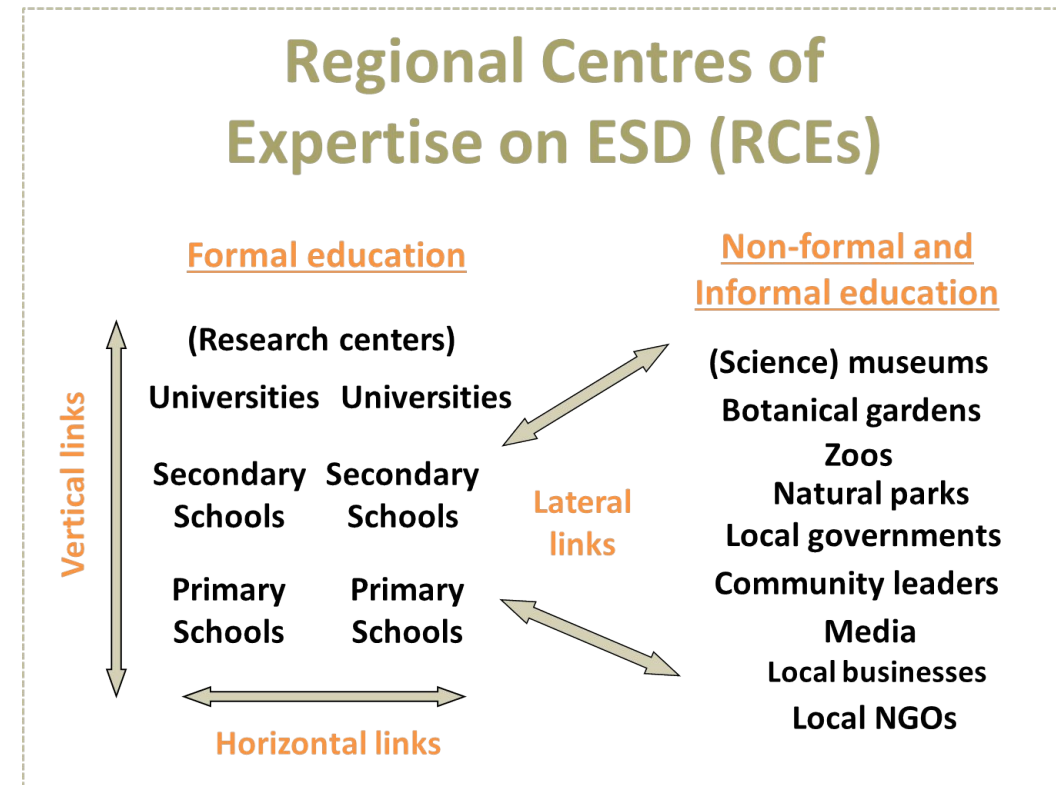 Regional Centres of
Expertise on ESD (RCEs)
Formal education
(Research centers)
Universities Universities
Secondary Secondary
Schools Schools
Primary Primary
Schools Schools
Vertical links
Horizontal links
Lateral
links
Non-formal and
Informal education
(Science) museums
Botanical gardens
Zoos
Natural parks
Local governments
Community leaders
Media
Local businesses
Local NGOs